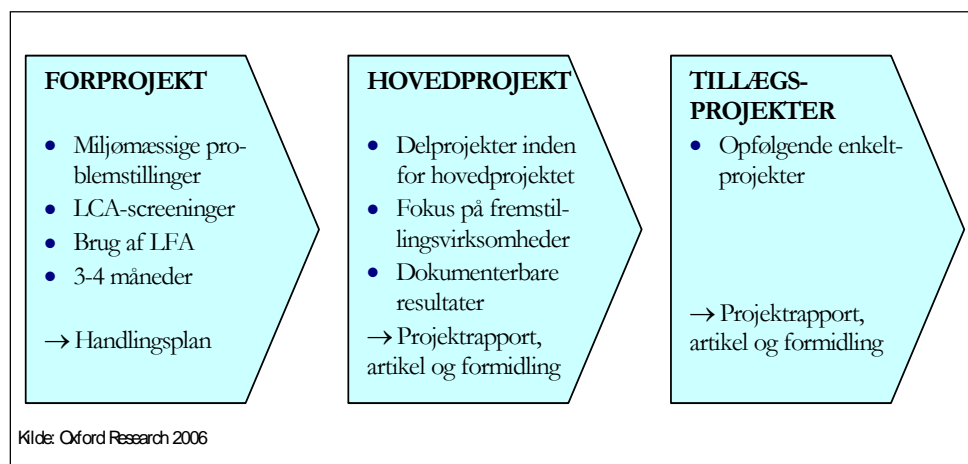 FORPROJEKT
• Miljømæssige pro-
blemstillinger
• LCA-screeninger
• Brug af LFA
• 3-4 måneder
→ Handlingsplan
HOVEDPROJEKT
• Delprojekter inden
for hovedprojektet
• Fokus på fremstil-
lingsvirksomheder
• Dokumenterbare
resultater
→ Projektrapport,
artikel og formidling
TILLÆGS-
PROJEKTER
• Opfølgende enkelt-
projekter
→ Projektrapport,
artikel og formidling
Kilde: Oxford Research 2006